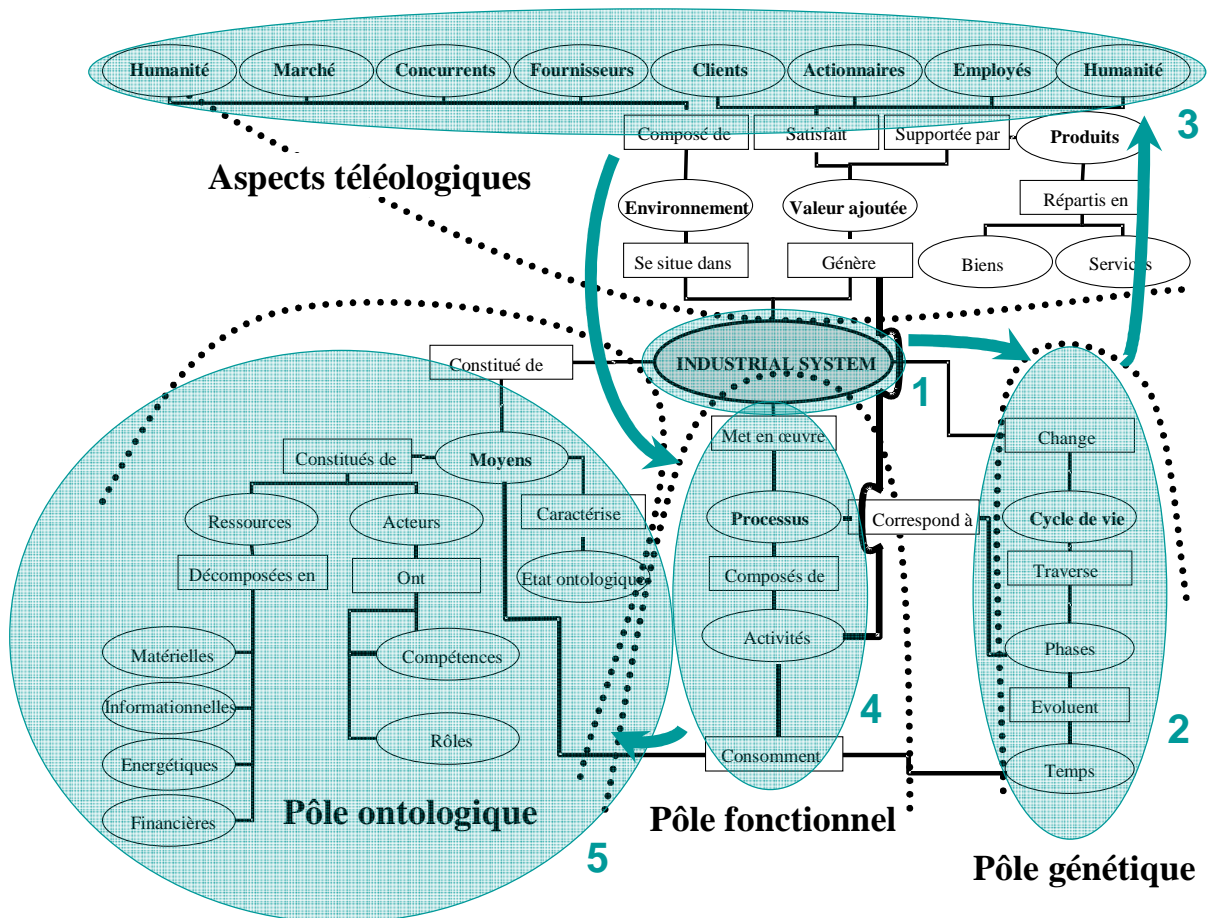 Humanité
Marché
Concurrents
Fournisseurs
Clients
Actionnaires
Employés
Humanité
3
Composé de
Satisfait
Supportée par
Produits
Aspects téléologiques
Environnement
Valeur ajoutée
Répartis en
Se situe dans
Génère
Biens
Services
Constitué de
INDUSTRIAL SYSTEM
1
Met en œuvre
Change
Constitués de
Moyens
Ressources
Acteurs
Caractérise
Processus
Correspond à
Cycle de vie
Décomposées en
Ont
Etat ontologique
Composés de
Traverse
Matérielles
Compétences
Activités
Phases
Informationnelles
Evoluent
4
2
Rôles
Energétiques
Consomment
Temps
Financières
Pôle ontologique
Pôle fonctionnel
5
Pôle génétique